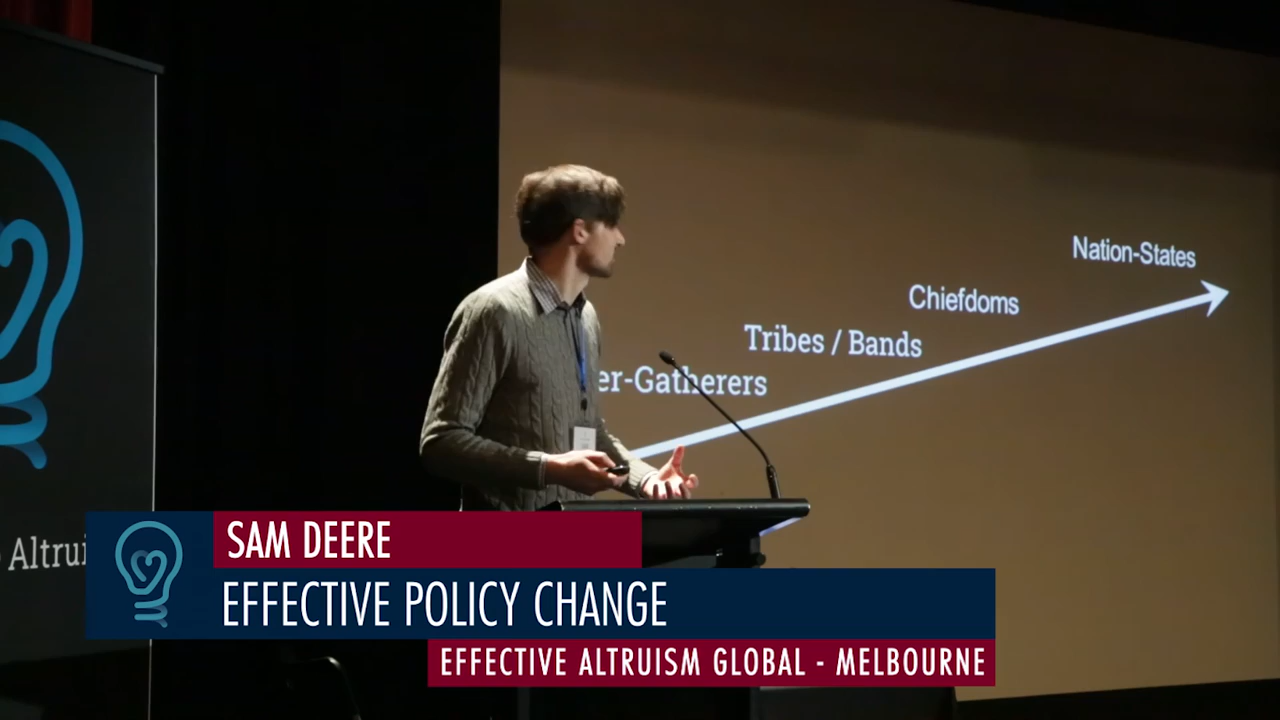 Nation-States
Chiefdoms
Tribes / Bands
er-Gatherers
Altrui
SAM DEERE
EFFECTIVE POLICY CHANGE
EFFECTIVE ALTRUISM GLOBAL - MELBOURNE